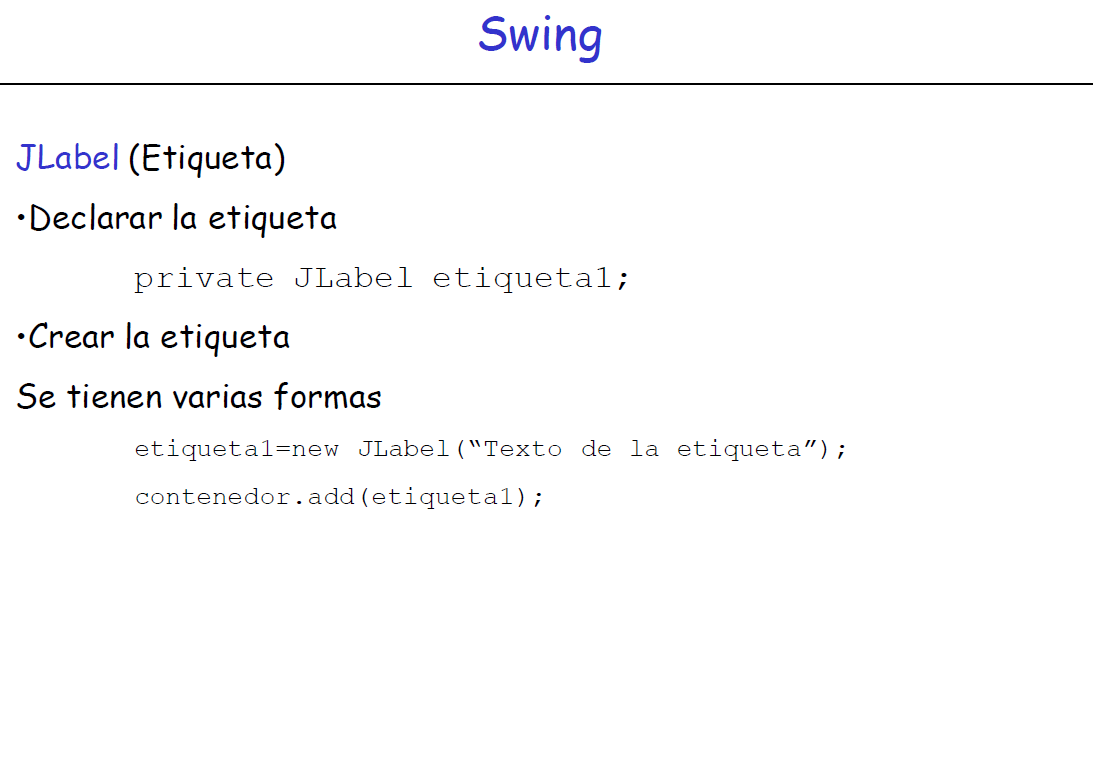 Swing
JLabel (Etiqueta)
•Declarar la etiqueta
private JLabel etiqueta1;
•Crear la etiqueta
Se tienen varias formas
etiqueta1=new JLabel(“Texto de la etiqueta”);
contenedor.add(etiqueta1);